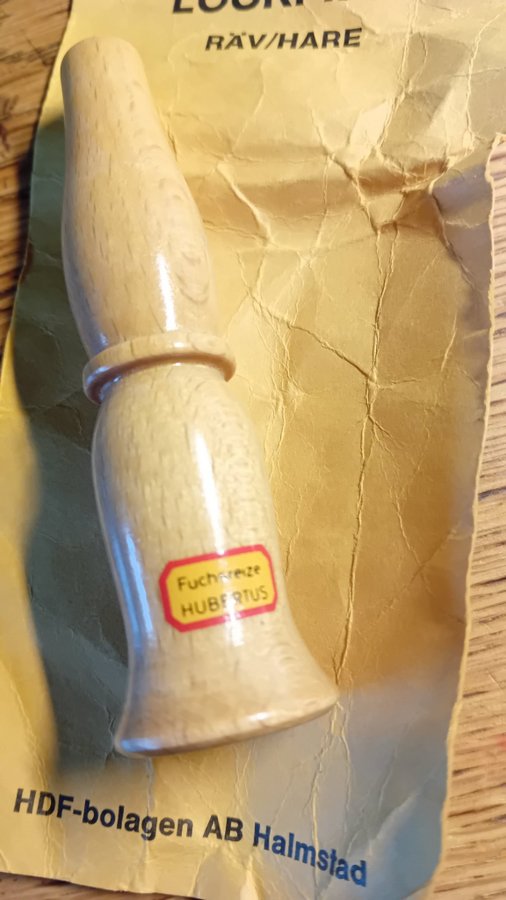 RÄV/HARE
Fuchsreize
HUBERTUS
HDF-bolagen AB Halmstad